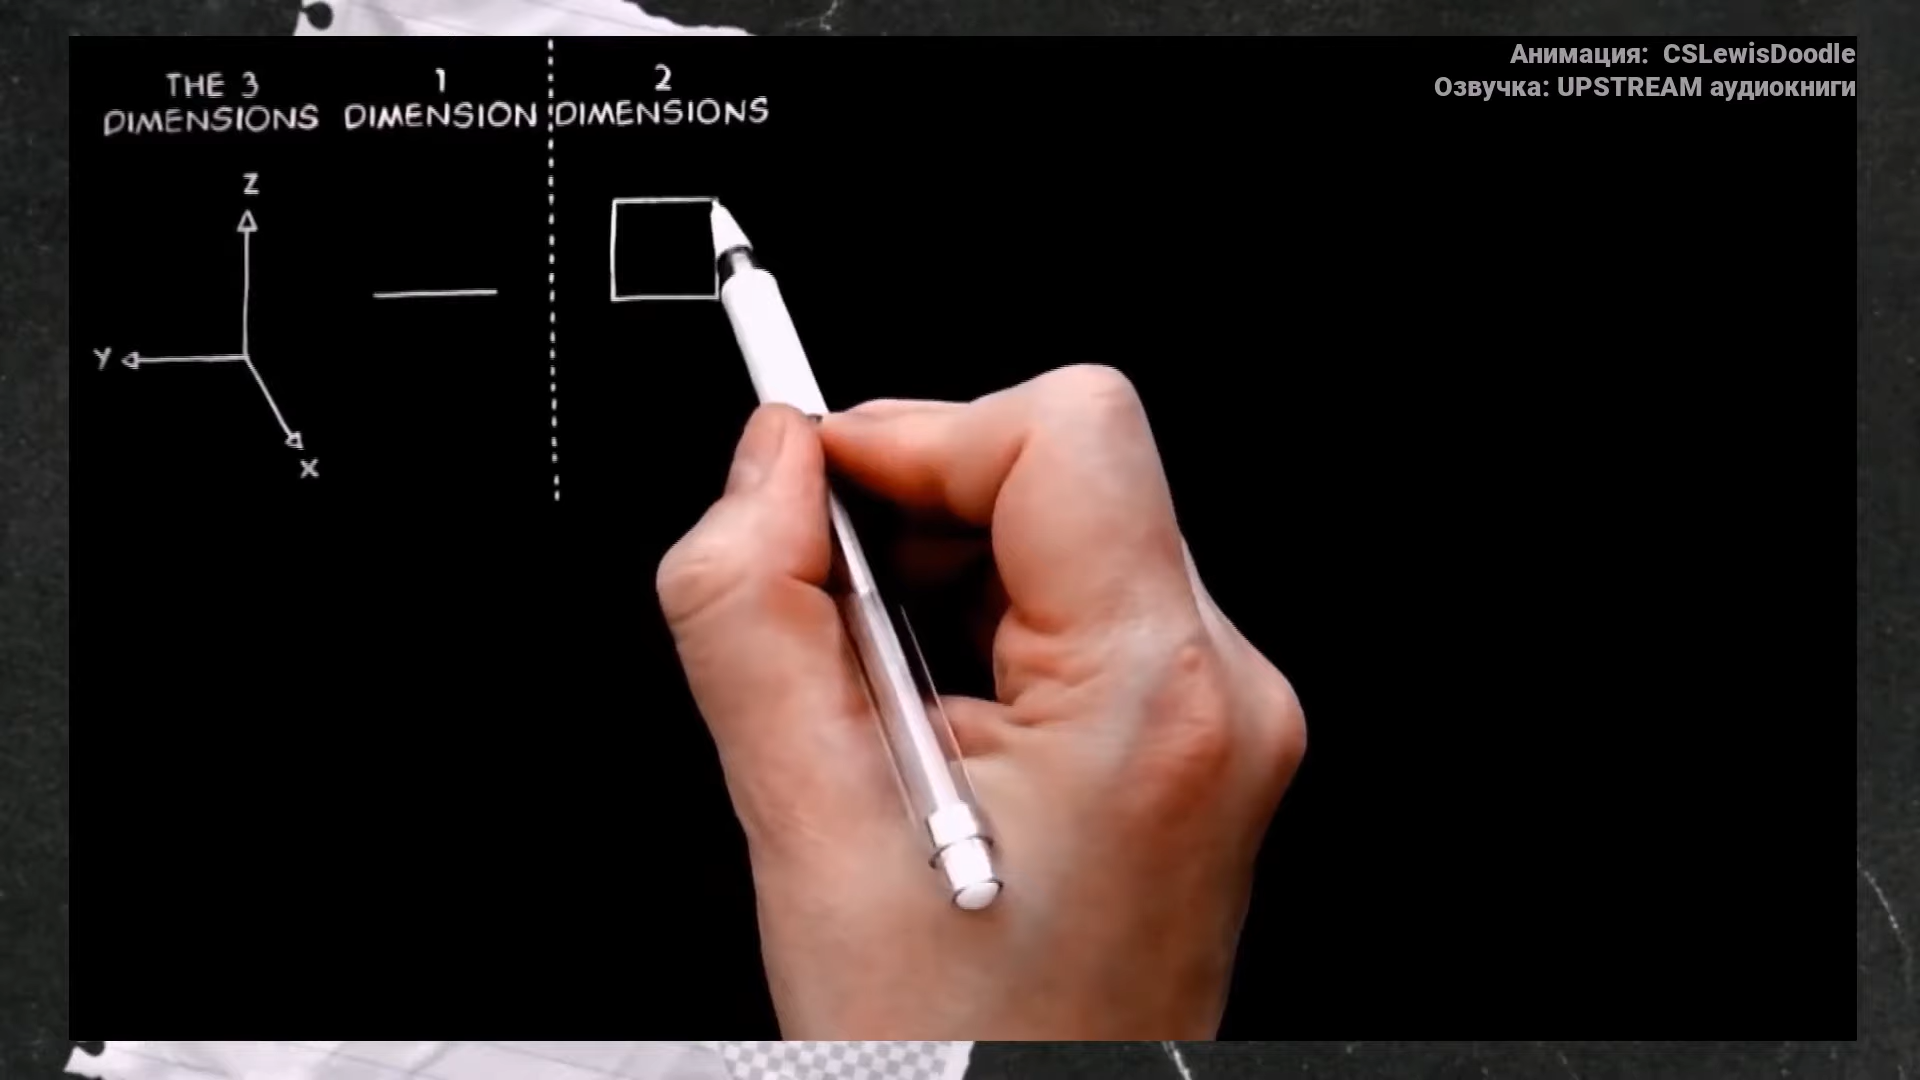 Анимация: CSLewisDoodle
Озвучка: UPSTREAM аудиокниги
THE 3
DIMENSIONS
1
DIMENSION
2
DIMENSIONS
Z
Y
X